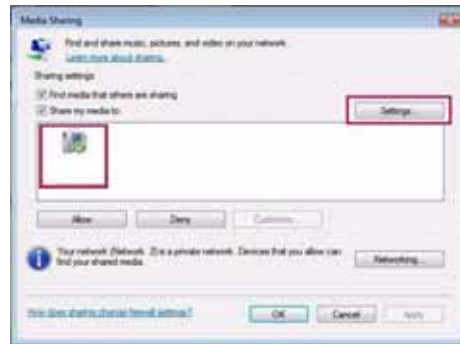 Media Sharing
Find and share music, pictures, and video on your network.
Learn more about sharing.
Sharing settings
Find media that others are sharing
Share my media to:
Settings...
Allow
Deny
Customize...
Your network (Network 2) is a private network. Devices that you allow can
find your shared media.
Networking...
How does sharing change firewall settings?
OK
Cancel
Apply